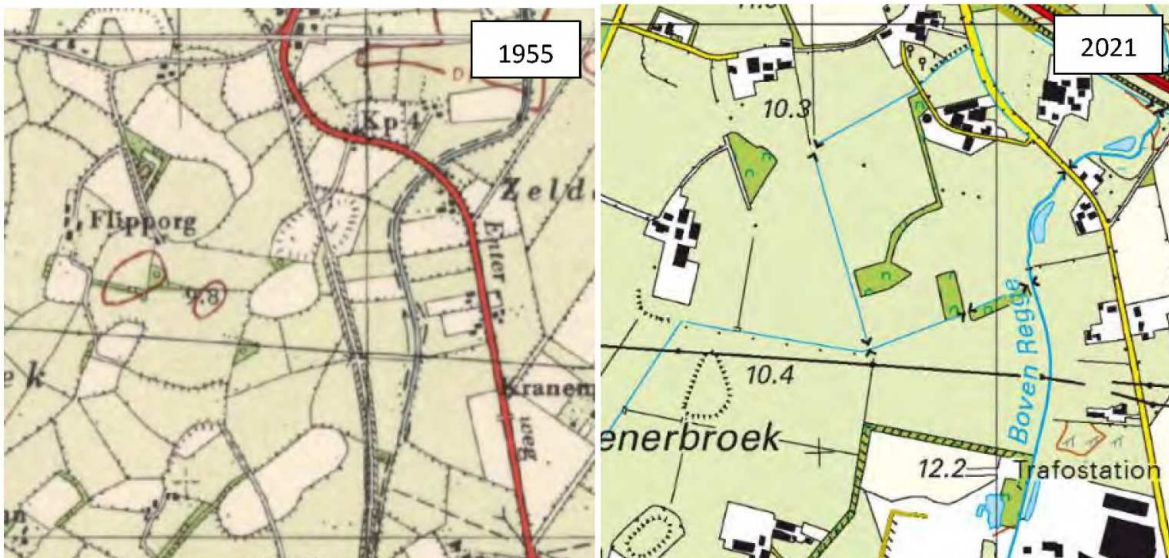 1955
D
Kp 4
Zeld
Flipporg
9.8
Enter
weg
Kranem
e k
2021
10.3
10.4
enerbroek
Boven Regge
12.2
Trafostation